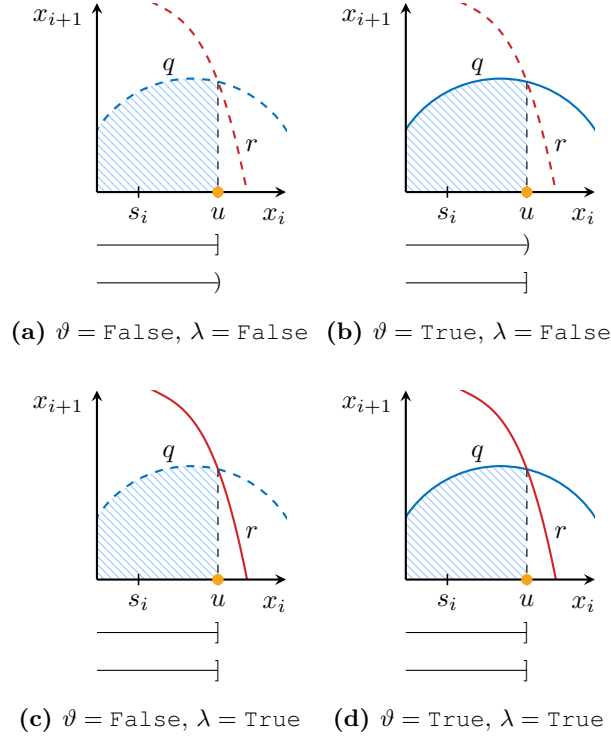 x_{i+1} q r s_i u x_i
] 
)
x_{i+1} q r s_i u x_i
)
]
(a) ϑ = False, λ = False (b) ϑ = True, λ = False
x_{i+1} q r s_i u x_i
]
]
x_{i+1} q r s_i u x_i
]
]
(c) ϑ = False, λ = True (d) ϑ = True, λ = True